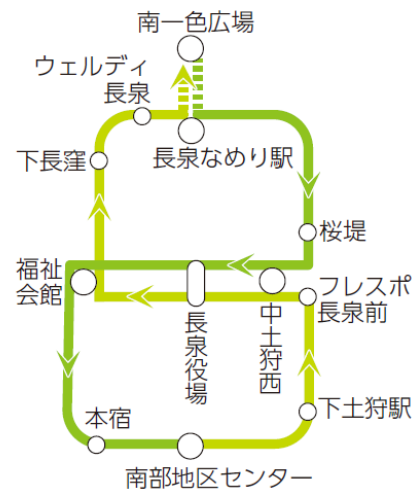 南一色広場
ウェルディ
長泉
長泉なめり駅
下長窪
桜堤
福祉
会館
長泉役場
中土狩西
フレスポ
長泉前
下土狩駅
本宿
南部地区センター